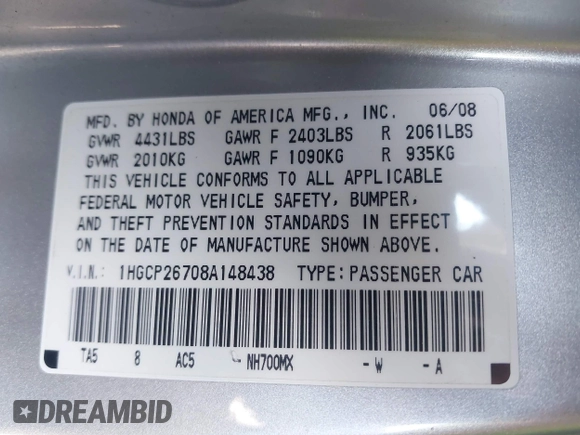 MFD. BY HONDA OF AMERICA MFG., INC. 06/08
GVWR 4431LBS GAWR F 2403LBS R 2061LBS
GVWR 2010KG GAWR F 1090KG R 935KG
THIS VEHICLE CONFORMS TO ALL APPLICABLE
FEDERAL MOTOR VEHICLE SAFETY, BUMPER,
AND THEFT PREVENTION STANDARDS IN EFFECT
ON THE DATE OF MANUFACTURE SHOWN ABOVE.
V.I.N.: 1HGCP26708A148438 TYPE: PASSENGER CAR
TA5 8 AC5 NH700MX - W - A
DREAMBID